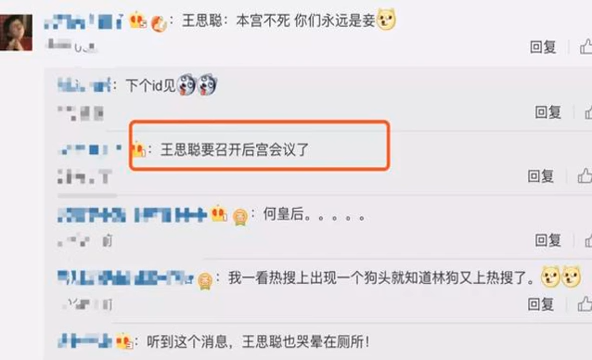 ：王思聪：本宫不死 你们永远是妾
回复
：下个id见
回复
：王思聪要召开后宫会议了
回复
：何皇后。。。。。
前
回复
：我一看热搜上出现一个狗头就知道林狗又上热搜了。
前
回复
：听到这个消息，王思聪也哭晕在厕所！